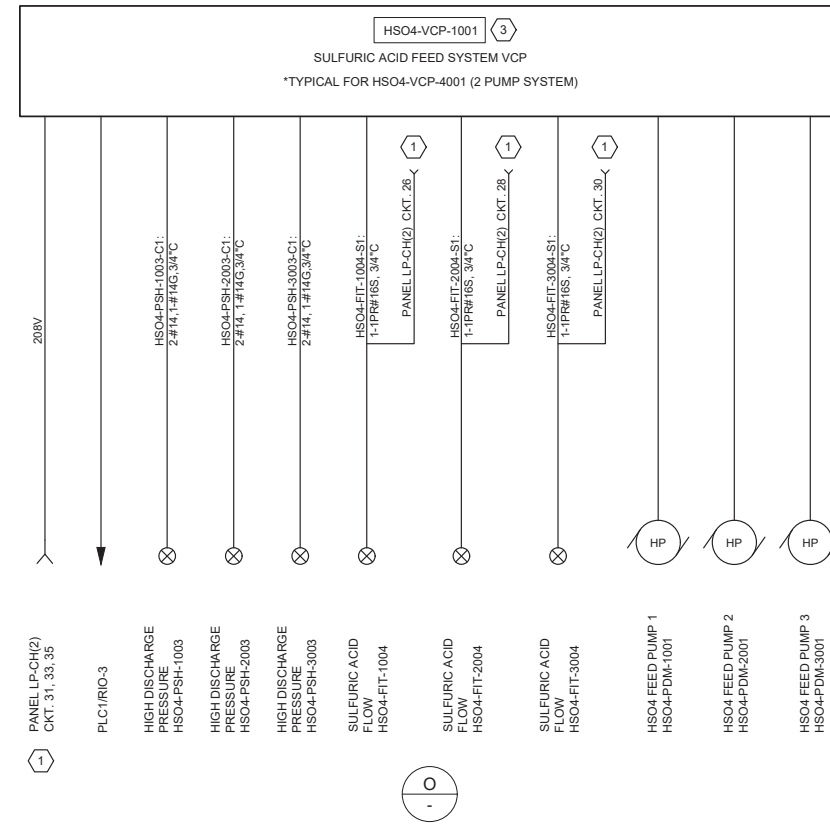 HSO4-VCP-1001
3
SULFURIC ACID FEED SYSTEM VCP
*TYPICAL FOR HSO4-VCP-4001 (2 PUMP SYSTEM)
208V
HSO4-PSH-1003-C1:
2-#14,1-#14G,3/4"C
HSO4-PSH-2003-C1:
2-#14, 1-#14G,3/4"C
HSO4-PSH-3003-C1:
2-#14, 1-#14G,3/4"C
HSO4-FIT-1004-S1:
1-1PR#16S, 3/4"C
1
PANEL LP-CH(2) CKT. 26
HSO4-FIT-2004-S1:
1-1PR#16S, 3/4"C
1
PANEL LP-CH(2) CKT. 28
HSO4-FIT-3004-S1:
1-1PR#16S, 3/4"C
1
PANEL LP-CH(2) CKT. 30
HP
HP
HP
PANEL LP-CH(2)
CKT. 31, 33, 35
1
PLC1/RIO-3
HIGH DISCHARGE
PRESSURE
HSO4-PSH-1003
HIGH DISCHARGE
PRESSURE
HSO4-PSH-2003
HIGH DISCHARGE
PRESSURE
HSO4-PSH-3003
SULFURIC ACID
FLOW
HSO4-FIT-1004
SULFURIC ACID
FLOW
HSO4-FIT-2004
SULFURIC ACID
FLOW
HSO4-FIT-3004
HSO4 FEED PUMP 1
HSO4-PDM-1001
HSO4 FEED PUMP 2
HSO4-PDM-2001
HSO4 FEED PUMP 3
HSO4-PDM-3001
O
-